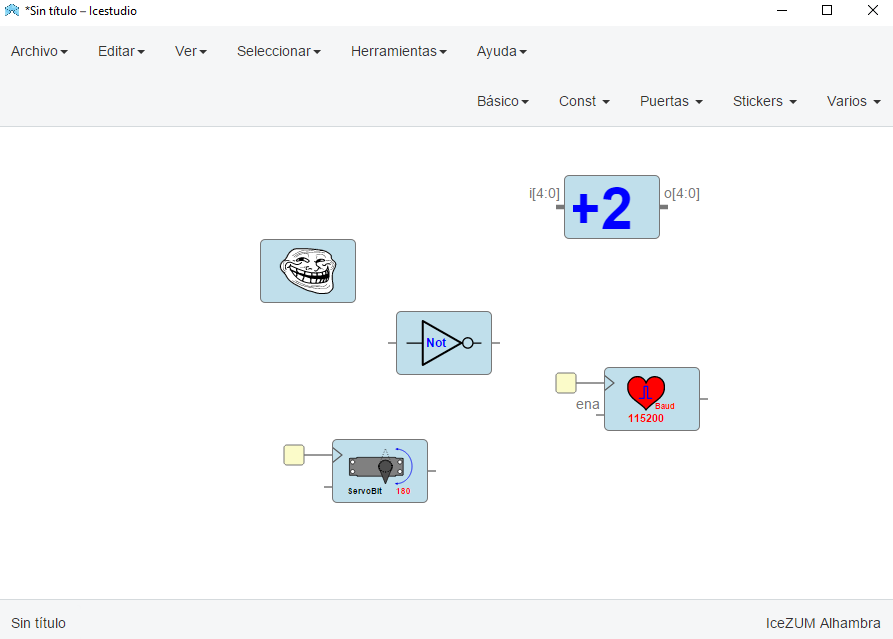 *Sin título – Icestudio
Archivo Editar Ver Seleccionar Herramientas Ayuda
Básico Const Puertas Stickers Varios
i[4:0] +2 o[4:0]
Not
ena
Baud
115200
ServoBit 180
Sin título IceZUM Alhambra